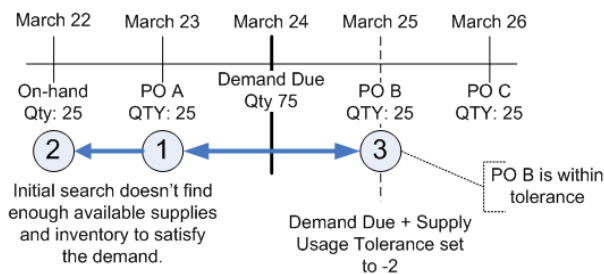 March 22 March 23 March 24 March 25 March 26
On-hand
Qty: 25
PO A
QTY: 25
Demand Due
Qty 75
PO B
QTY: 25
PO C
QTY: 25
2
1
3
PO B is within
tolerance
Initial search doesn't find
enough available supplies
and inventory to satisfy
the demand.
Demand Due + Supply
Usage Tolerance set
to -2